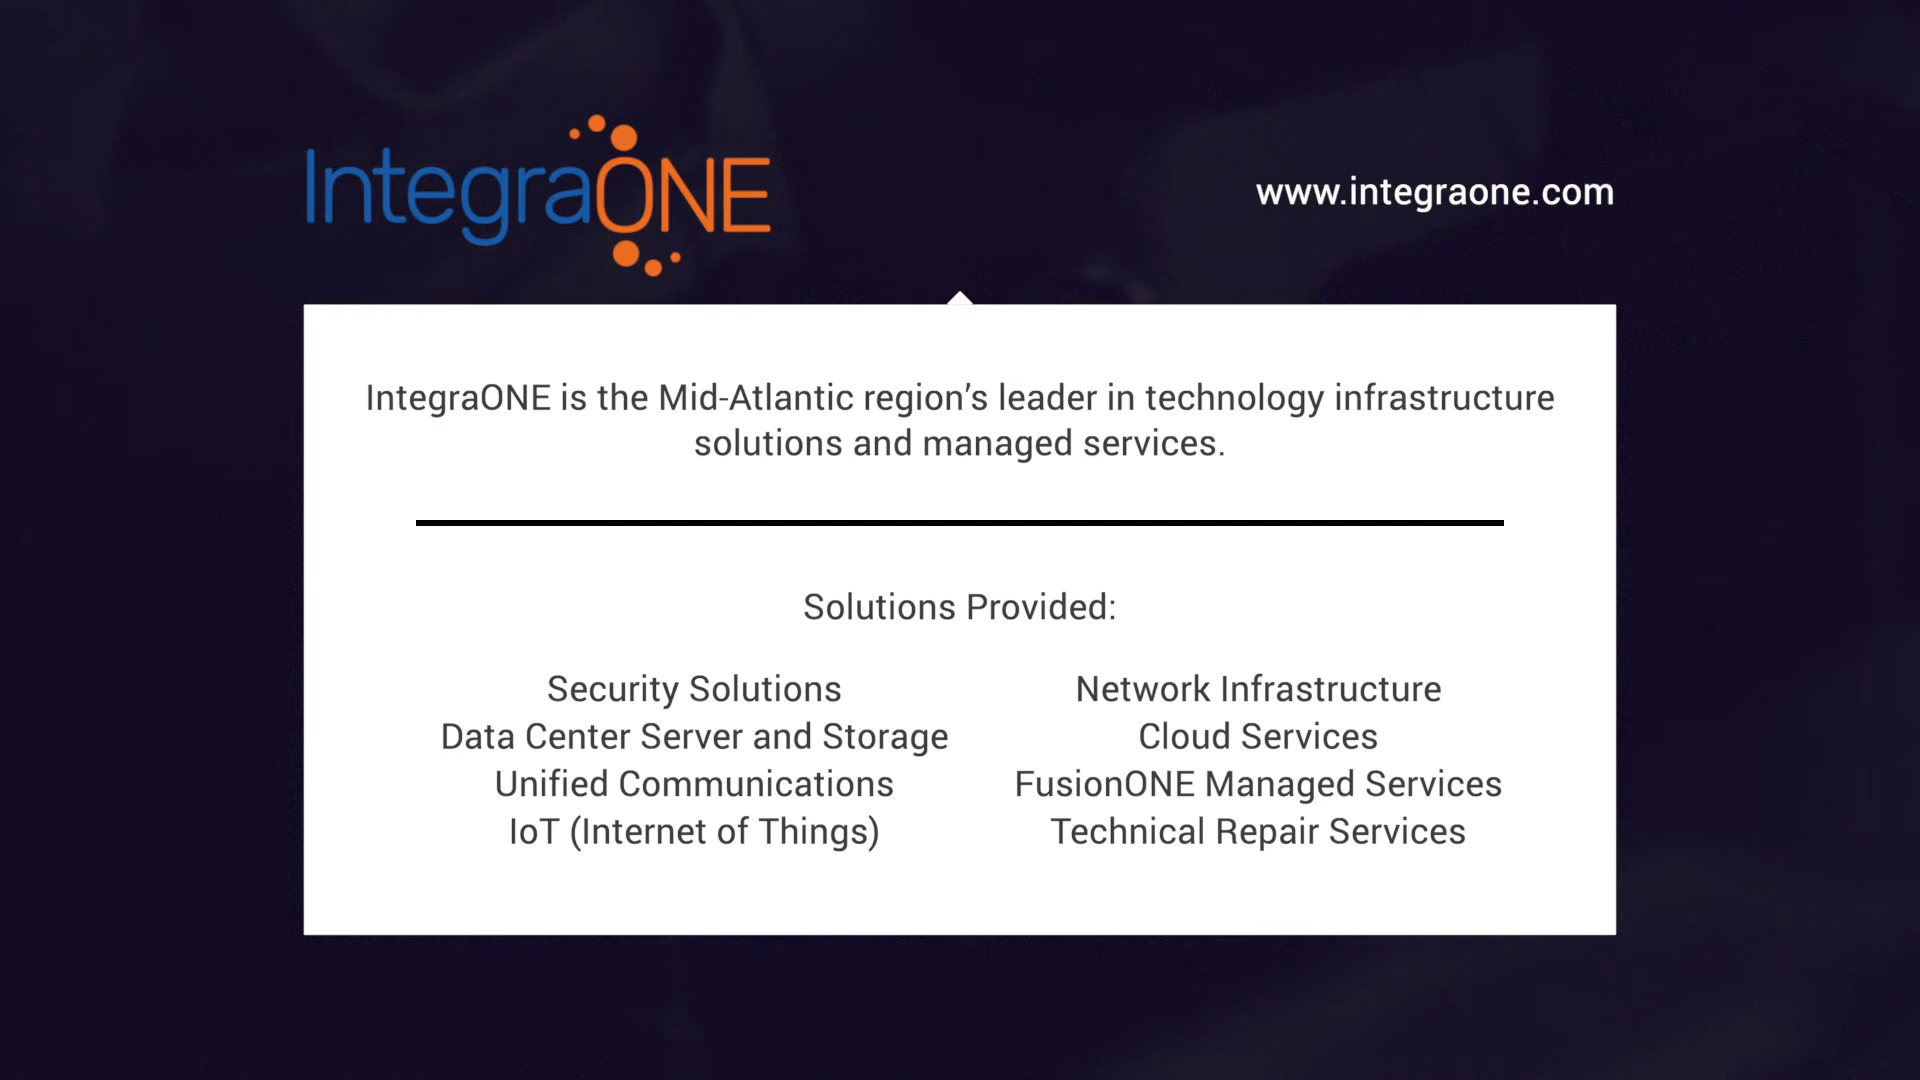 IntegraONE
www.integraone.com
IntegraONE is the Mid-Atlantic region’s leader in technology infrastructure
solutions and managed services.
Solutions Provided:
Security Solutions
Data Center Server and Storage
Unified Communications
IoT (Internet of Things)
Network Infrastructure
Cloud Services
FusionONE Managed Services
Technical Repair Services